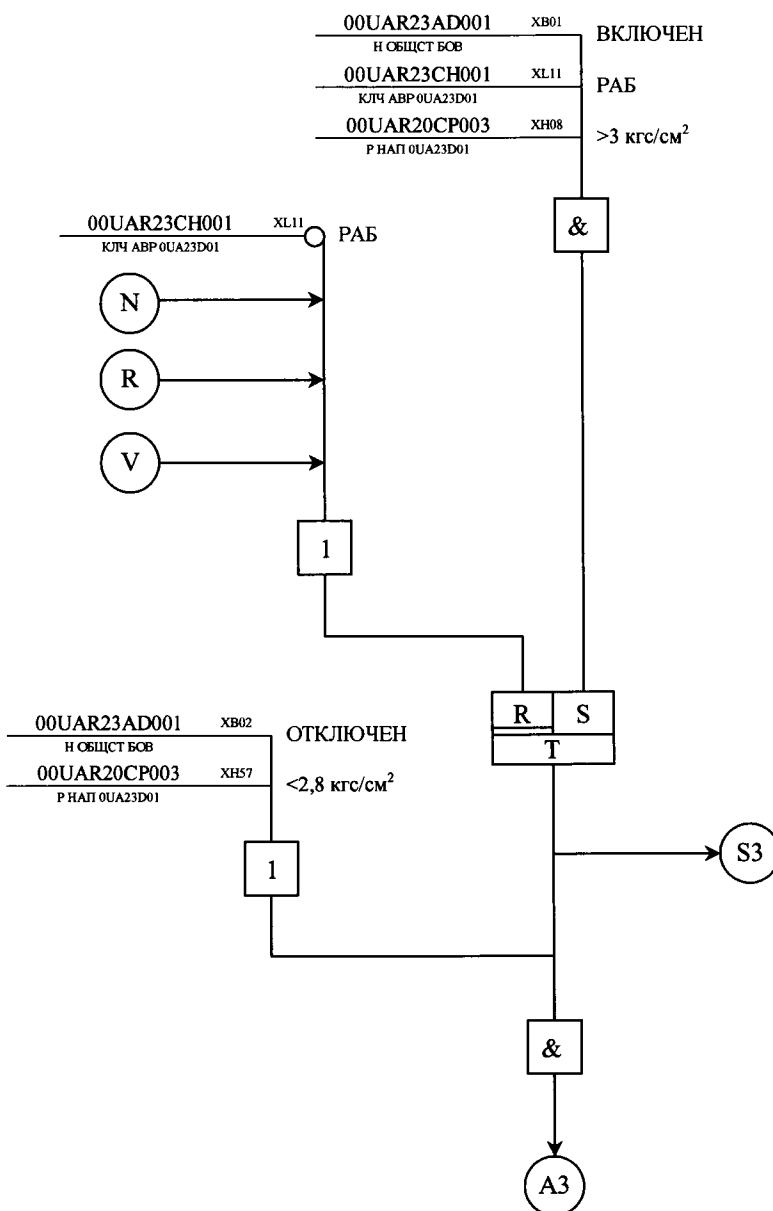 00UAR23AD001 XB01 ВКЛЮЧЕН
Н ОБЩСТ БОВ
00UAR23CH001 XL11 РАБ
КЛЧ АВР 0UA23D01
00UAR20CP003 XH08 >3 кгс/см²
Р НАП 0UA23D01
&
00UAR23CH001 XL11 РАБ
КЛЧ АВР 0UA23D01
N
R
V
1
R S
T
00UAR23AD001 XB02 ОТКЛЮЧЕН
Н ОБЩСТ БОВ
00UAR20CP003 XH57 <2,8 кгс/см²
Р НАП 0UA23D01
1
S3
&
A3